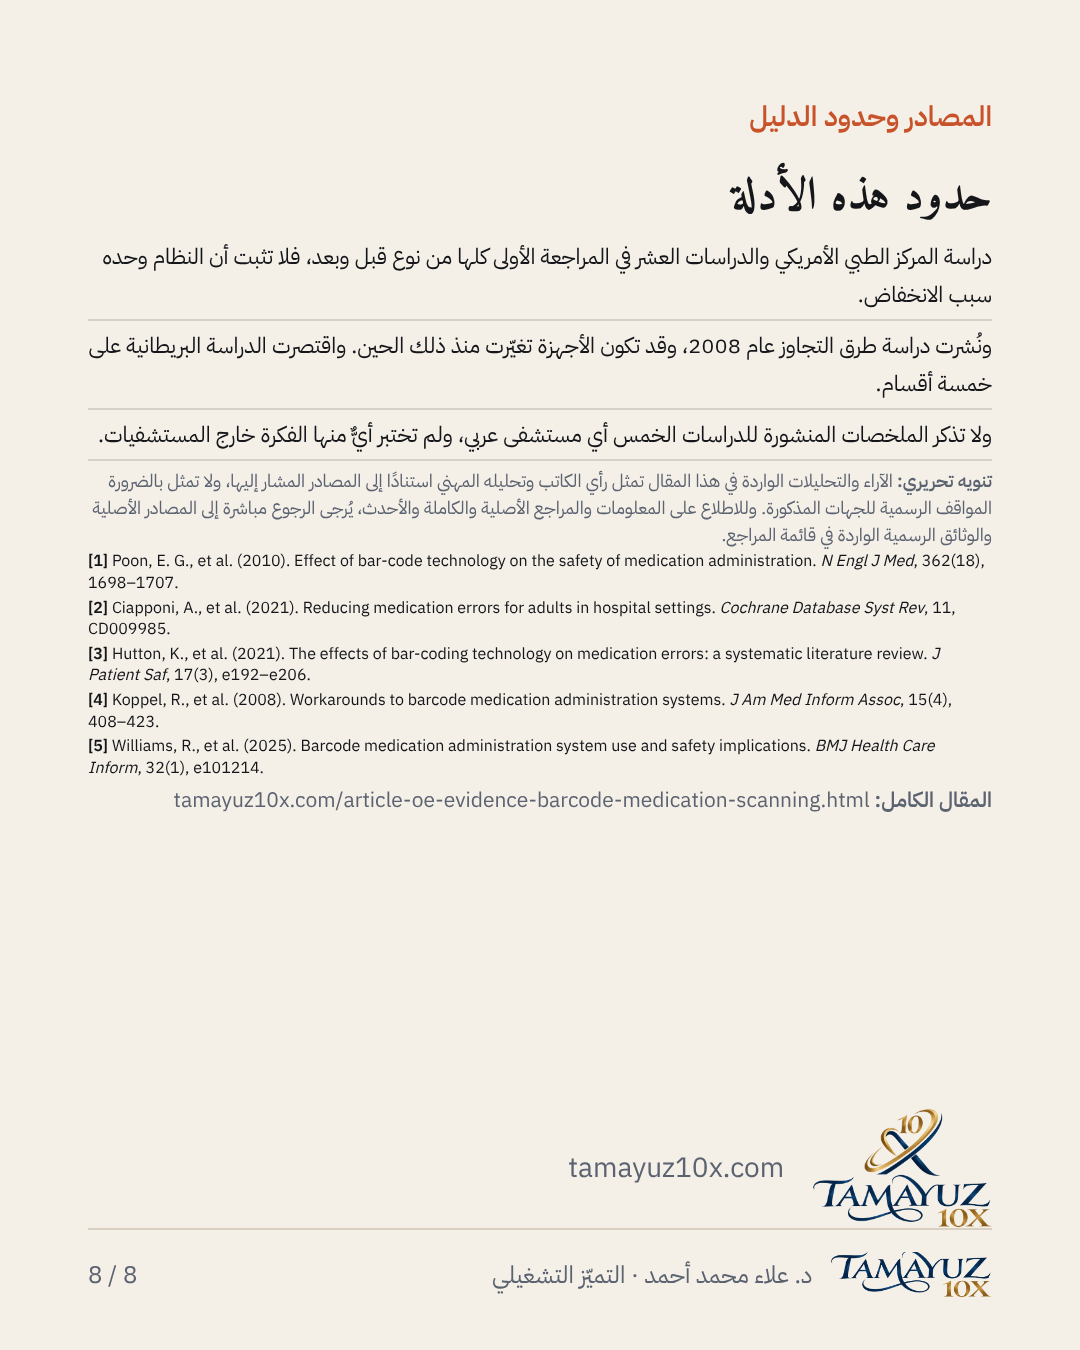 المصادر وحدود الدليل
حدود هذه الأدلة
دراسة المركز الطبي الأمريكي والدراسات العشر في المراجعة الأولى كلها من نوع قبل وبعد، فلا تثبت أن النظام وحده
سبب الانخفاض.
ونُشرت دراسة طرق التجاوز عام 2008، وقد تكون الأجهزة تغيّرت منذ ذلك الحين. واقتصرت الدراسة البريطانية على
خمسة أقسام.
ولا تذكر الملخصات المنشورة للدراسات الخمس أي مستشفى عربي، ولم تختبر أيٌّ منها الفكرة خارج المستشفيات.
تنويه تحريري: الآراء والتحليلات الواردة في هذا المقال تمثل رأي الكاتب وتحليله المهني استنادًا إلى المصادر المشار إليها، ولا تمثل بالضرورة
المواقف الرسمية للجهات المذكورة. وللاطلاع على المعلومات والمراجع الأصلية والكاملة والأحدث، يُرجى الرجوع مباشرة إلى المصادر الأصلية
والوثائق الرسمية الواردة في قائمة المراجع.
[1] Poon, E. G., et al. (2010). Effect of bar-code technology on the safety of medication administration. N Engl J Med, 362(18),
1698–1707.
[2] Ciapponi, A., et al. (2021). Reducing medication errors for adults in hospital settings. Cochrane Database Syst Rev, 11,
CD009985.
[3] Hutton, K., et al. (2021). The effects of bar-coding technology on medication errors: a systematic literature review. J
Patient Saf, 17(3), e192–e206.
[4] Koppel, R., et al. (2008). Workarounds to barcode medication administration systems. J Am Med Inform Assoc, 15(4),
408–423.
[5] Williams, R., et al. (2025). Barcode medication administration system use and safety implications. BMJ Health Care
Inform, 32(1), e101214.
المقال الكامل: tamayuz10x.com/article-oe-evidence-barcode-medication-scanning.html
10
TAMAYUZ
10X
tamayuz10x.com
TAMAYUZ
10X
د. علاء محمد أحمد · التميّز التشغيلي
8 / 8